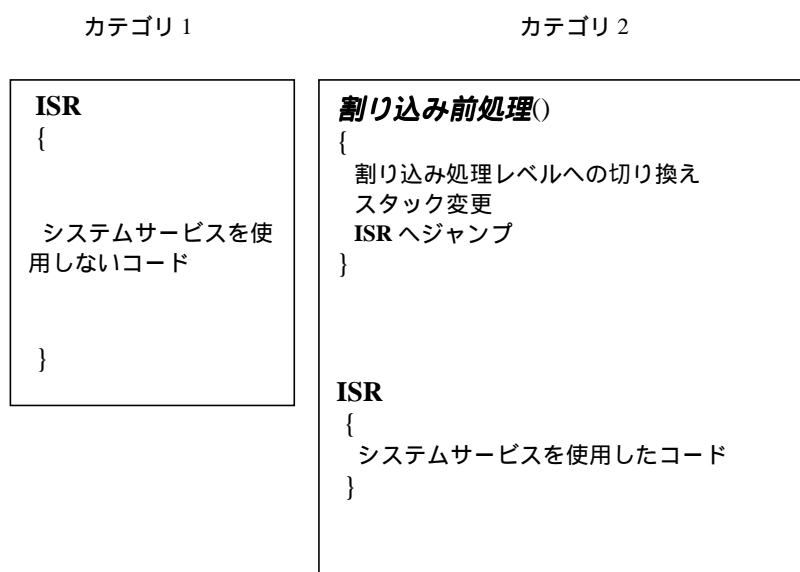 カテゴリ 1
カテゴリ 2
ISR
{
システムサービスを使
用しないコード
}
割り込み前処理()
{
割り込み処理レベルへの切り換え
スタック変更
ISR へジャンプ
}
ISR
{
システムサービスを使用したコード
}